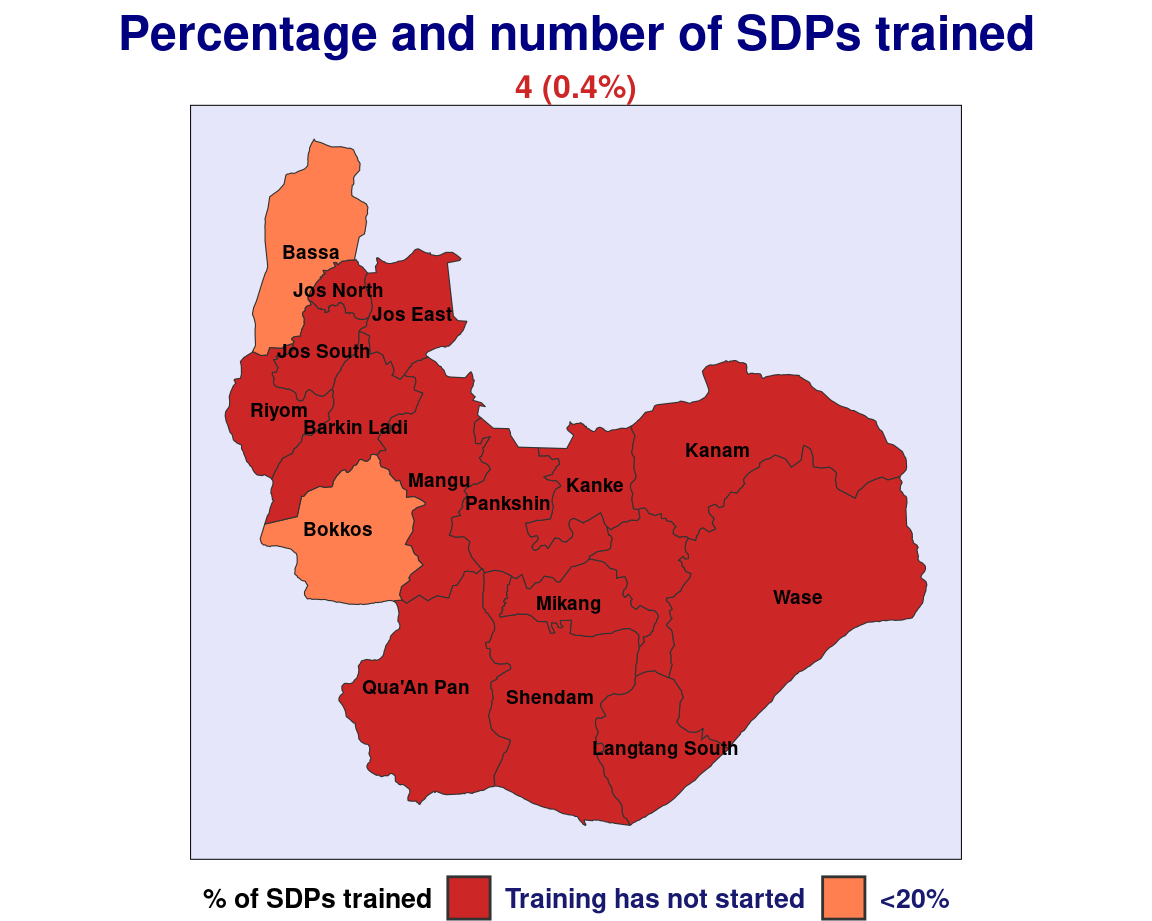 Percentage and number of SDPs trained
4 (0.4%)
Bassa
Jos North
Jos East
Jos South
Riyom
Barkin Ladi
Kanam
Mangu
Kanke
Pankshin
Bokkos
Wase
Mikang
Qua'An Pan
Shendam
Langtang South
% of SDPs trained Training has not started <20%